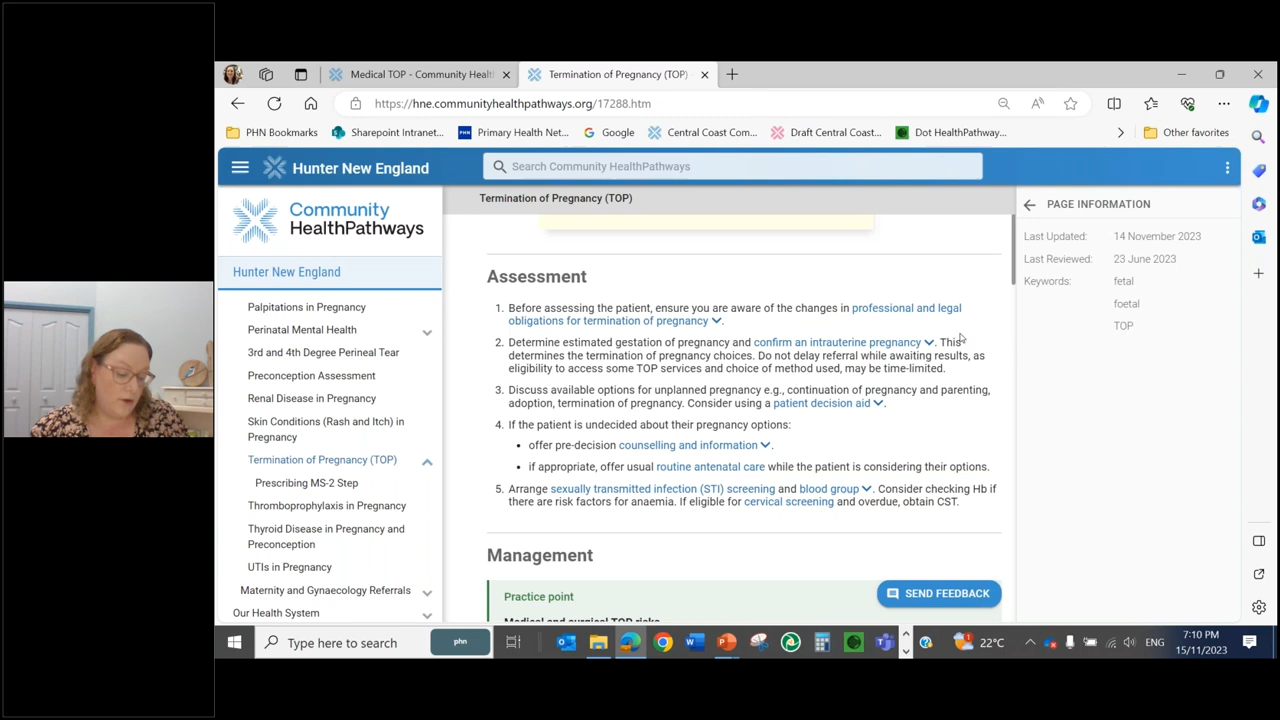 Medical TOP - Community Healt
Termination of Pregnancy (TOP)
https://hne.communityhealthpathways.org/17288.htm
PHN Bookmarks
Sharepoint Intranet...
PHN
Primary Health Net...
Google
Central Coast Com...
Draft Central Coast...
Dot HealthPathway...
Other favorites
Hunter New England
Search Community HealthPathways
Community
HealthPathways
Hunter New England
Palpitations in Pregnancy
Perinatal Mental Health
3rd and 4th Degree Perineal Tear
Preconception Assessment
Renal Disease in Pregnancy
Skin Conditions (Rash and Itch) in
Pregnancy
Termination of Pregnancy (TOP)
Prescribing MS-2 Step
Thromboprophylaxis in Pregnancy
Thyroid Disease in Pregnancy and
Preconception
UTIs in Pregnancy
Maternity and Gynaecology Referrals
Our Health System
Termination of Pregnancy (TOP)
Assessment
1. Before assessing the patient, ensure you are aware of the changes in professional and legal
obligations for termination of pregnancy.
2. Determine estimated gestation of pregnancy and confirm an intrauterine pregnancy. This
determines the termination of pregnancy choices. Do not delay referral while awaiting results, as
eligibility to access some TOP services and choice of method used, may be time-limited.
3. Discuss available options for unplanned pregnancy e.g., continuation of pregnancy and parenting,
adoption, termination of pregnancy. Consider using a patient decision aid.
4. If the patient is undecided about their pregnancy options:
• offer pre-decision counselling and information.
• if appropriate, offer usual routine antenatal care while the patient is considering their options.
5. Arrange sexually transmitted infection (STI) screening and blood group. Consider checking Hb if
there are risk factors for anaemia. If eligible for cervical screening and overdue, obtain CST.
Management
Practice point
Medical and surgical TOP risks
SEND FEEDBACK
PAGE INFORMATION
Last Updated: 14 November 2023
Last Reviewed: 23 June 2023
Keywords: fetal
foetal
TOP
Type here to search
phn
22°C
ENG
7:10 PM
15/11/2023